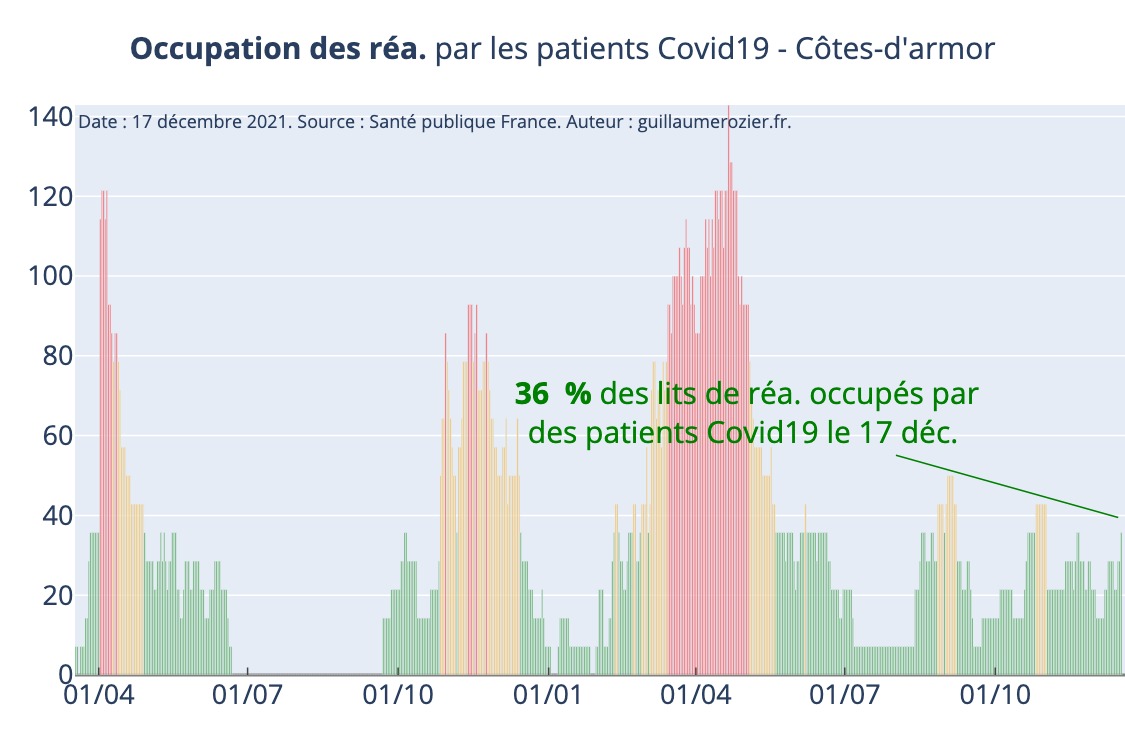 Occupation des réa. par les patients Covid19 - Côtes-d'armor
140
Date : 17 décembre 2021. Source : Santé publique France. Auteur : guillaumerozier.fr.
120
100
80
36 % des lits de réa. occupés par
des patients Covid19 le 17 déc.
60
40
20
0
01/04 01/07 01/10 01/01 01/04 01/07 01/10